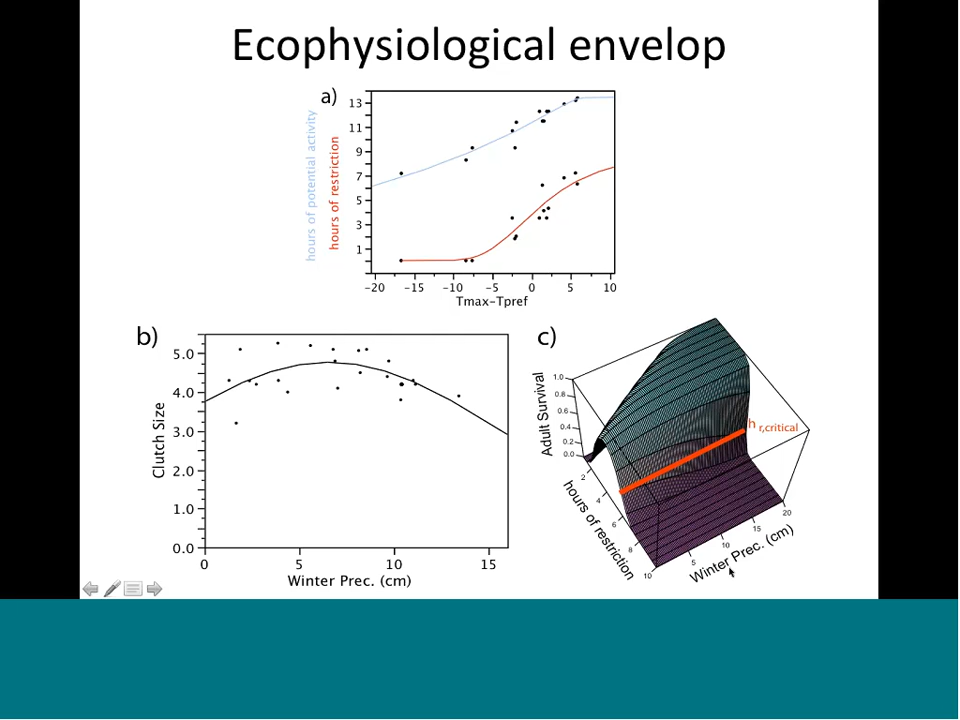 Ecophysiological envelop
a)
hours of potential activity
hours of restriction
13
11
9
7
5
3
1
-20 -15 -10 -5 0 5 10
Tmax-Tpref
b)
Clutch Size
5.0
4.0
3.0
2.0
1.0
0.0
0 5 10 15
Winter Prec. (cm)
c)
Adult Survival
1.0
0.8
0.6
0.4
0.2
0.0
h r,critical
hours of restriction
2
4
6
8
10
Winter Prec. (cm)
5
10
15
20